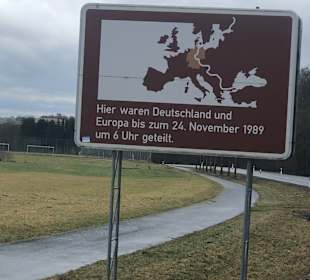 Hier waren Deutschland und
Europa bis zum 24. November 1989
um 6 Uhr geteilt.